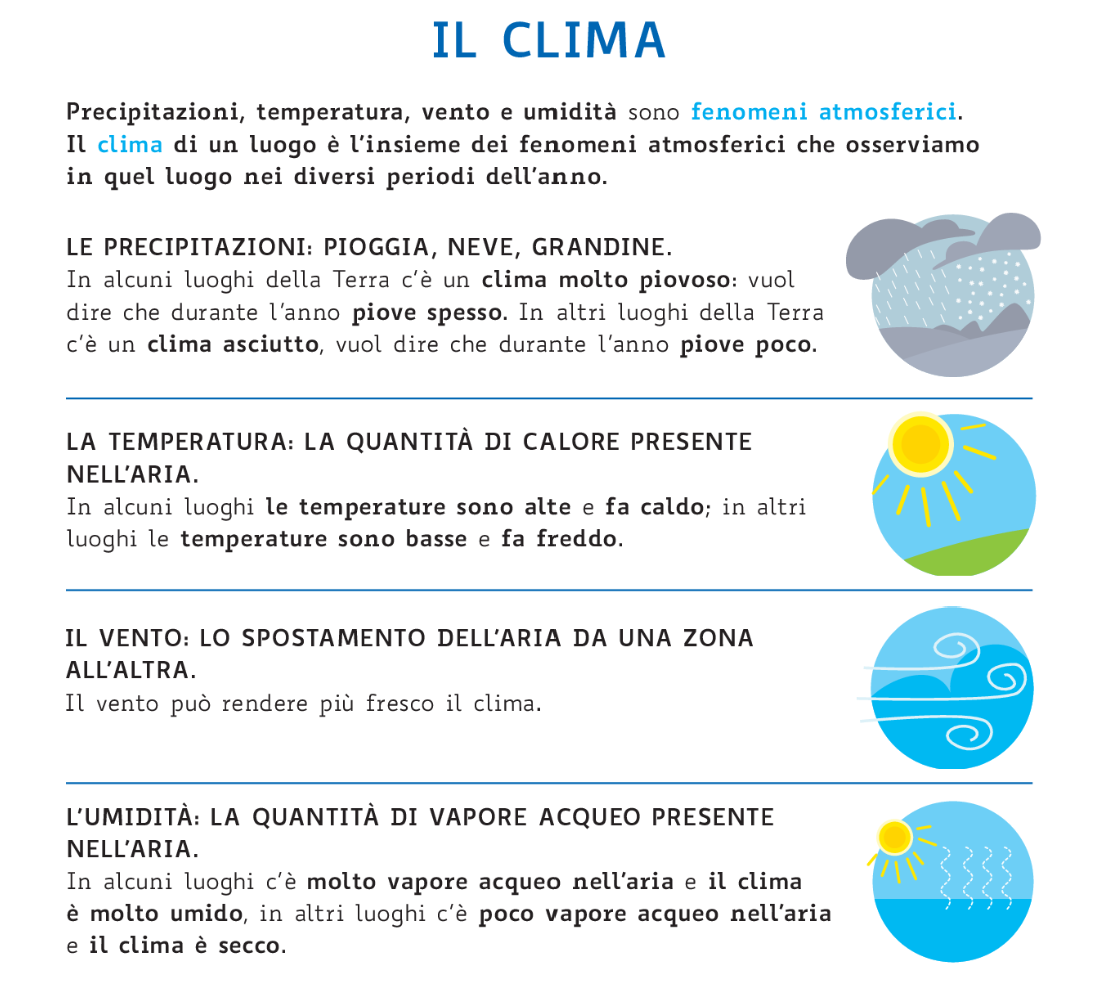 IL CLIMA
Precipitazioni, temperatura, vento e umidità sono fenomeni atmosferici.
Il clima di un luogo è l'insieme dei fenomeni atmosferici che osserviamo
in quel luogo nei diversi periodi dell'anno.
LE PRECIPITAZIONI: PIOGGIA, NEVE, GRANDINE.
In alcuni luoghi della Terra c'è un clima molto piovoso: vuol
dire che durante l'anno piove spesso. In altri luoghi della Terra
c'è un clima asciutto, vuol dire che durante l'anno piove poco.
LA TEMPERATURA: LA QUANTITÀ DI CALORE PRESENTE
NELL'ARIA.
In alcuni luoghi le temperature sono alte e fa caldo; in altri
luoghi le temperature sono basse e fa freddo.
IL VENTO: LO SPOSTAMENTO DELL'ARIA DA UNA ZONA
ALL'ALTRA.
Il vento può rendere più fresco il clima.
L'UMIDITÀ: LA QUANTITÀ DI VAPORE ACQUEO PRESENTE
NELL'ARIA.
In alcuni luoghi c'è molto vapore acqueo nell'aria e il clima
è molto umido, in altri luoghi c'è poco vapore acqueo nell'aria
e il clima è secco.